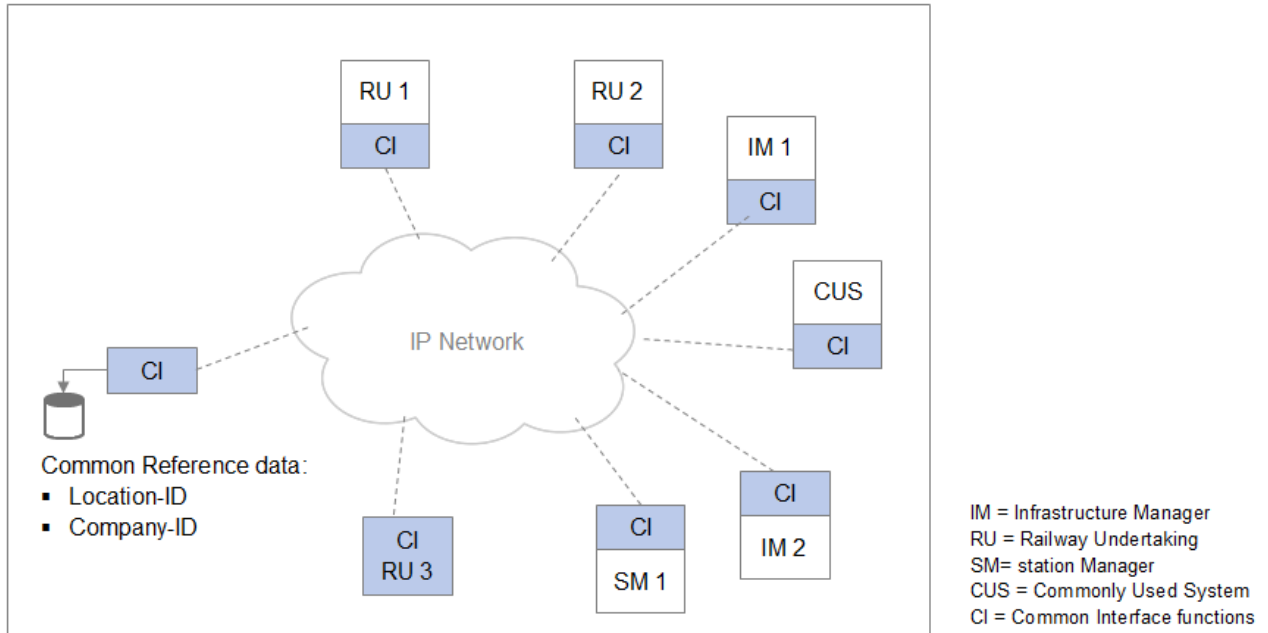 RU 1
CI
RU 2
CI
IM 1
CI
CUS
CI
IP Network
CI
Common Reference data:
▪ Location-ID
▪ Company-ID
CI
RU 3
CI
SM 1
CI
IM 2
IM = Infrastructure Manager
RU = Railway Undertaking
SM= station Manager
CUS = Commonly Used System
CI = Common Interface functions